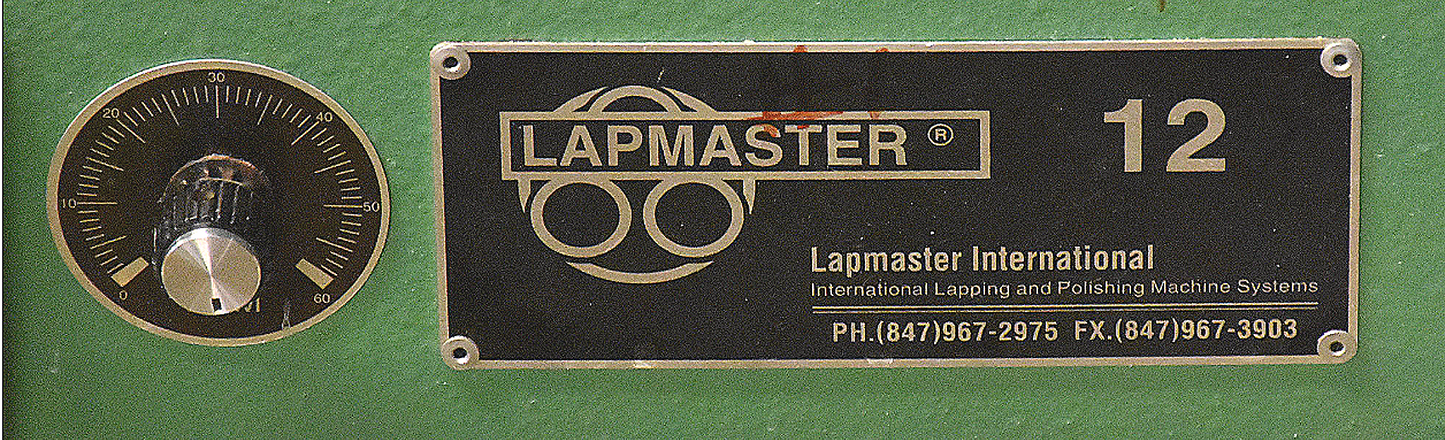 0
10
20
30
40
50
60
LAPMASTER ®
12
Lapmaster International
International Lapping and Polishing Machine Systems
PH.(847)967-2975 FX.(847)967-3903